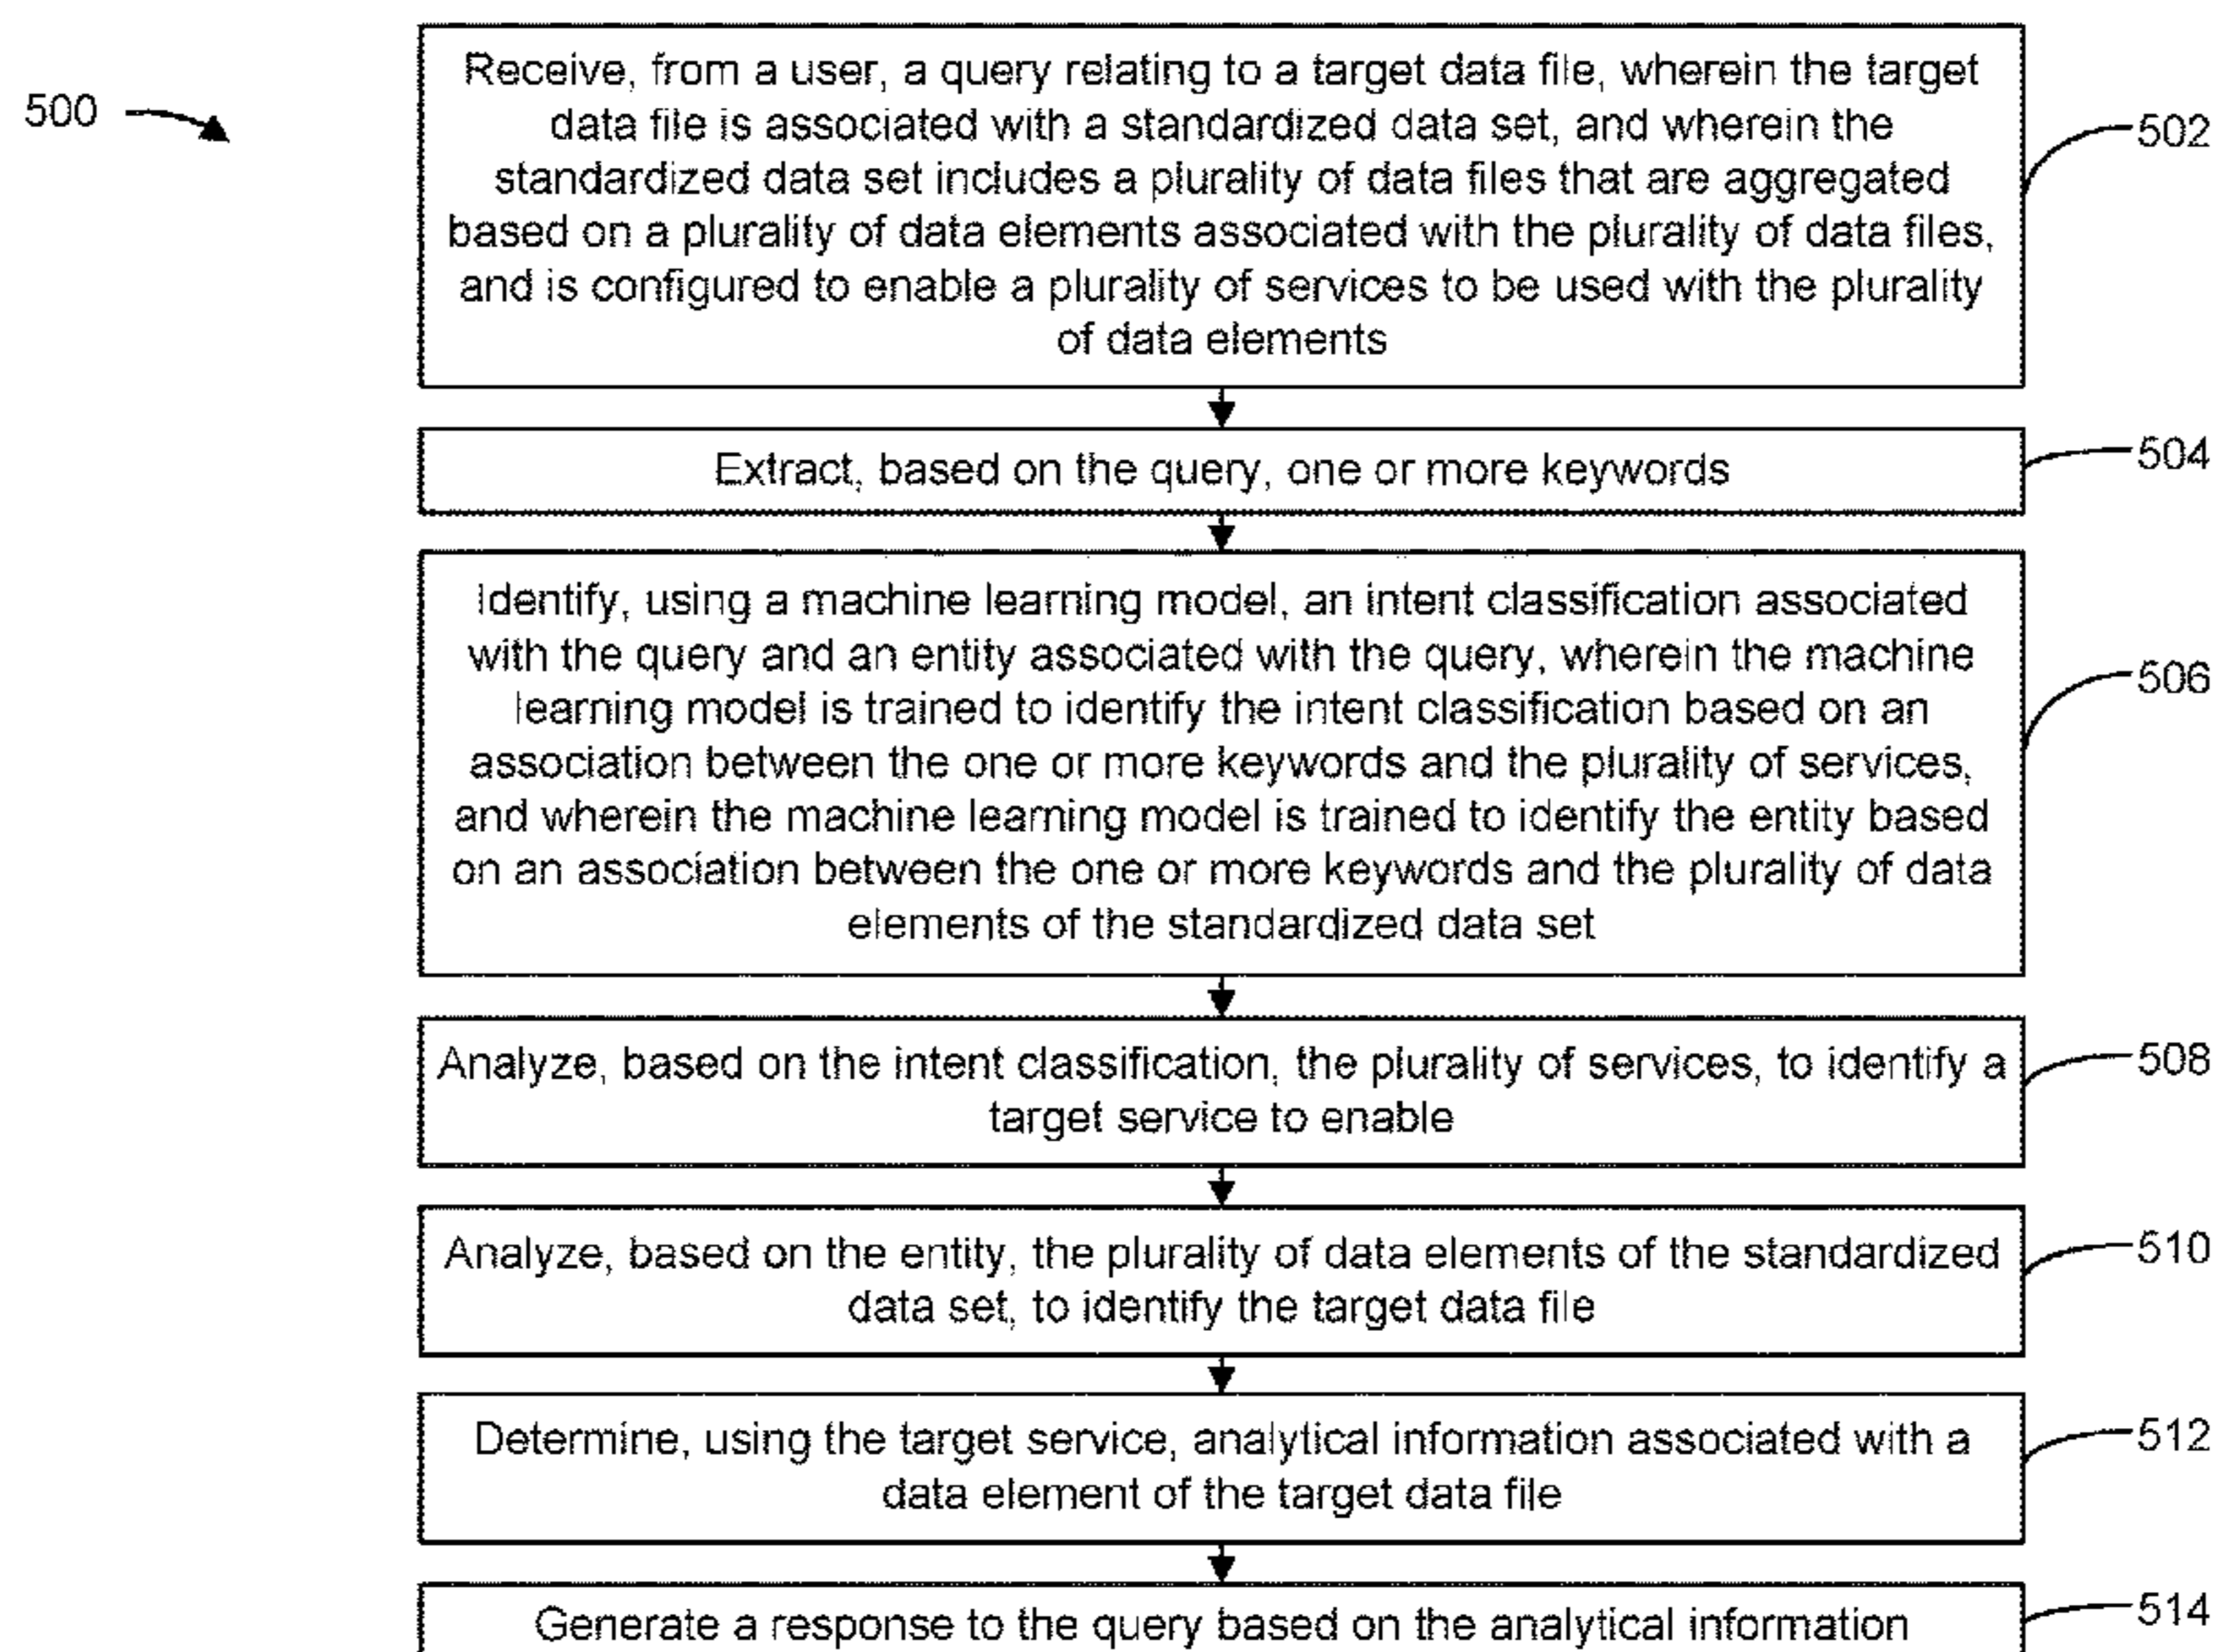 500
Receive, from a user, a query relating to a target data file, wherein the target
data file is associated with a standardized data set, and wherein the
standardized data set includes a plurality of data files that are aggregated
based on a plurality of data elements associated with the plurality of data files,
and is configured to enable a plurality of services to be used with the plurality
of data elements
502
Extract, based on the query, one or more keywords
504
Identify, using a machine learning model, an intent classification associated
with the query and an entity associated with the query, wherein the machine
learning model is trained to identify the intent classification based on an
association between the one or more keywords and the plurality of services,
and wherein the machine learning model is trained to identify the entity based
on an association between the one or more keywords and the plurality of data
elements of the standardized data set
506
Analyze, based on the intent classification, the plurality of services, to identify a
target service to enable
508
Analyze, based on the entity, the plurality of data elements of the standardized
data set, to identify the target data file
510
Determine, using the target service, analytical information associated with a
data element of the target data file
512
Generate a response to the query based on the analytical information
514